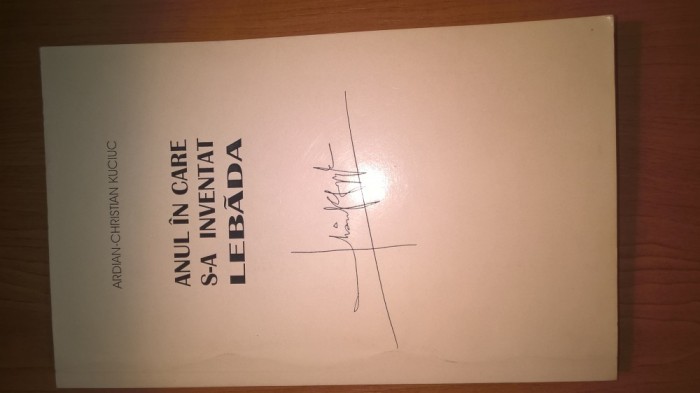 ARDIAN-CHRISTIAN KUCIUC
ANUL ÎN CARE
S-A INVENTAT
LEBĂDA